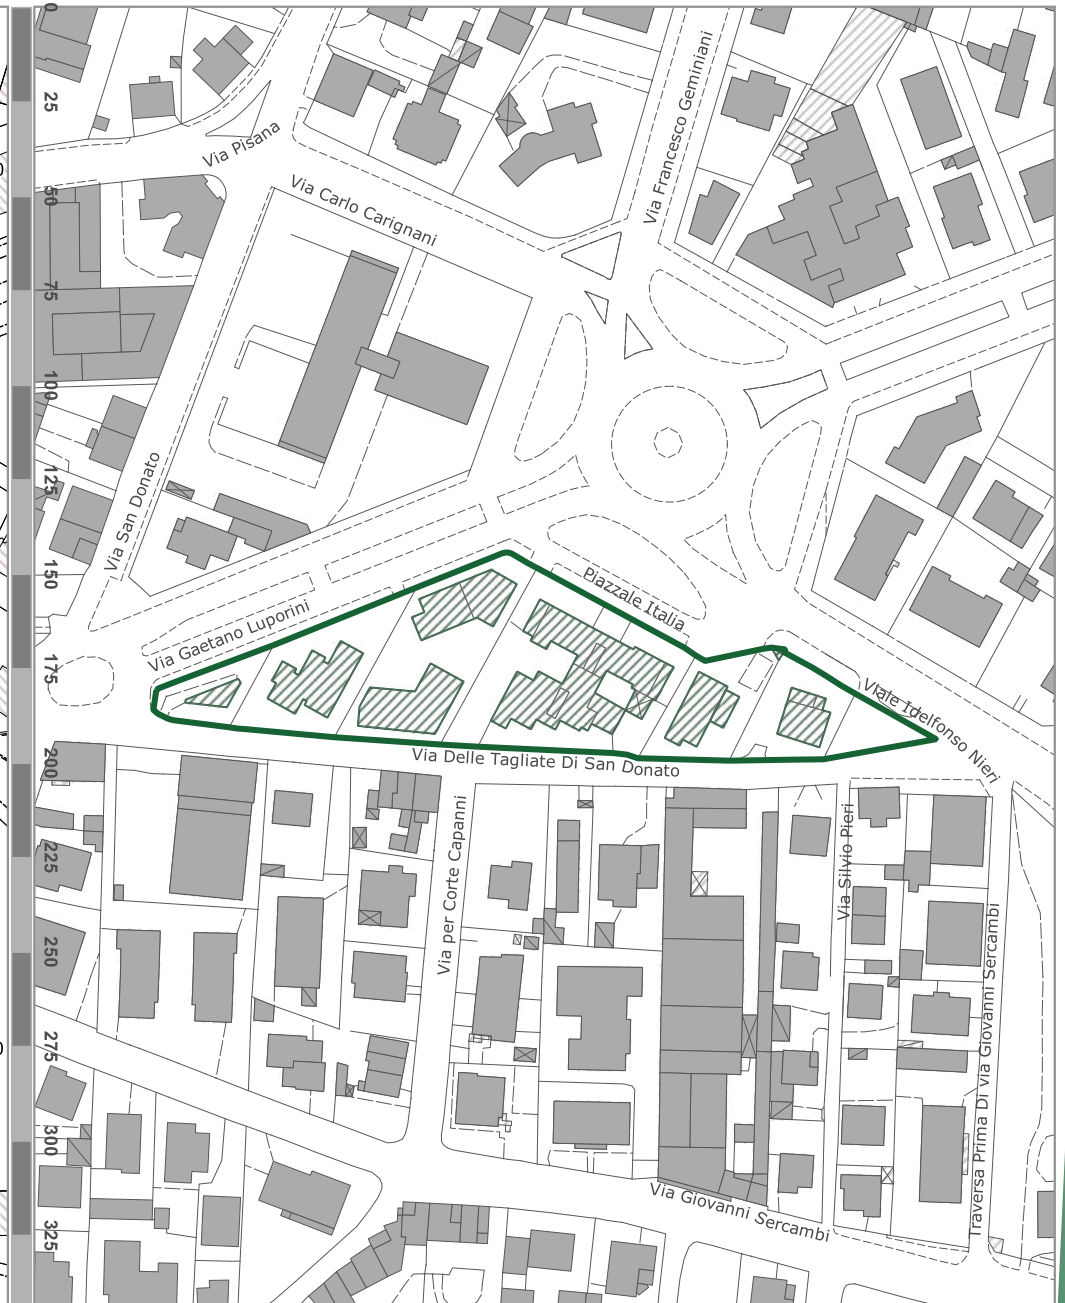 0
25
50
75
100
125
150
175
200
225
250
275
300
325
Via Pisana
Via Carlo Carignani
Via Francesco Geminiani
Via San Donato
Piazzale Italia
Via Gaetano Luporini
Viale Idelfonso Nieri
Via Delle Tagliate Di San Donato
Via per Corte Capanni
Via Silvio Pieri
Traversa Prima Di via Giovanni Sercambi
Via Giovanni Sercambi